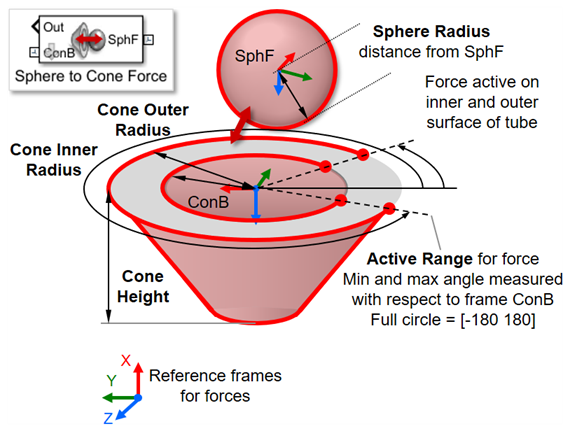 Out
ConB
SphF
Sphere to Cone Force
SphF
Sphere Radius
distance from SphF
Force active on
inner and outer
surface of tube
Cone Outer
Radius
Cone Inner
Radius
ConB
Cone
Height
Active Range for force
Min and max angle measured
with respect to frame ConB
Full circle = [-180 180]
X
Y
Z
Reference frames
for forces